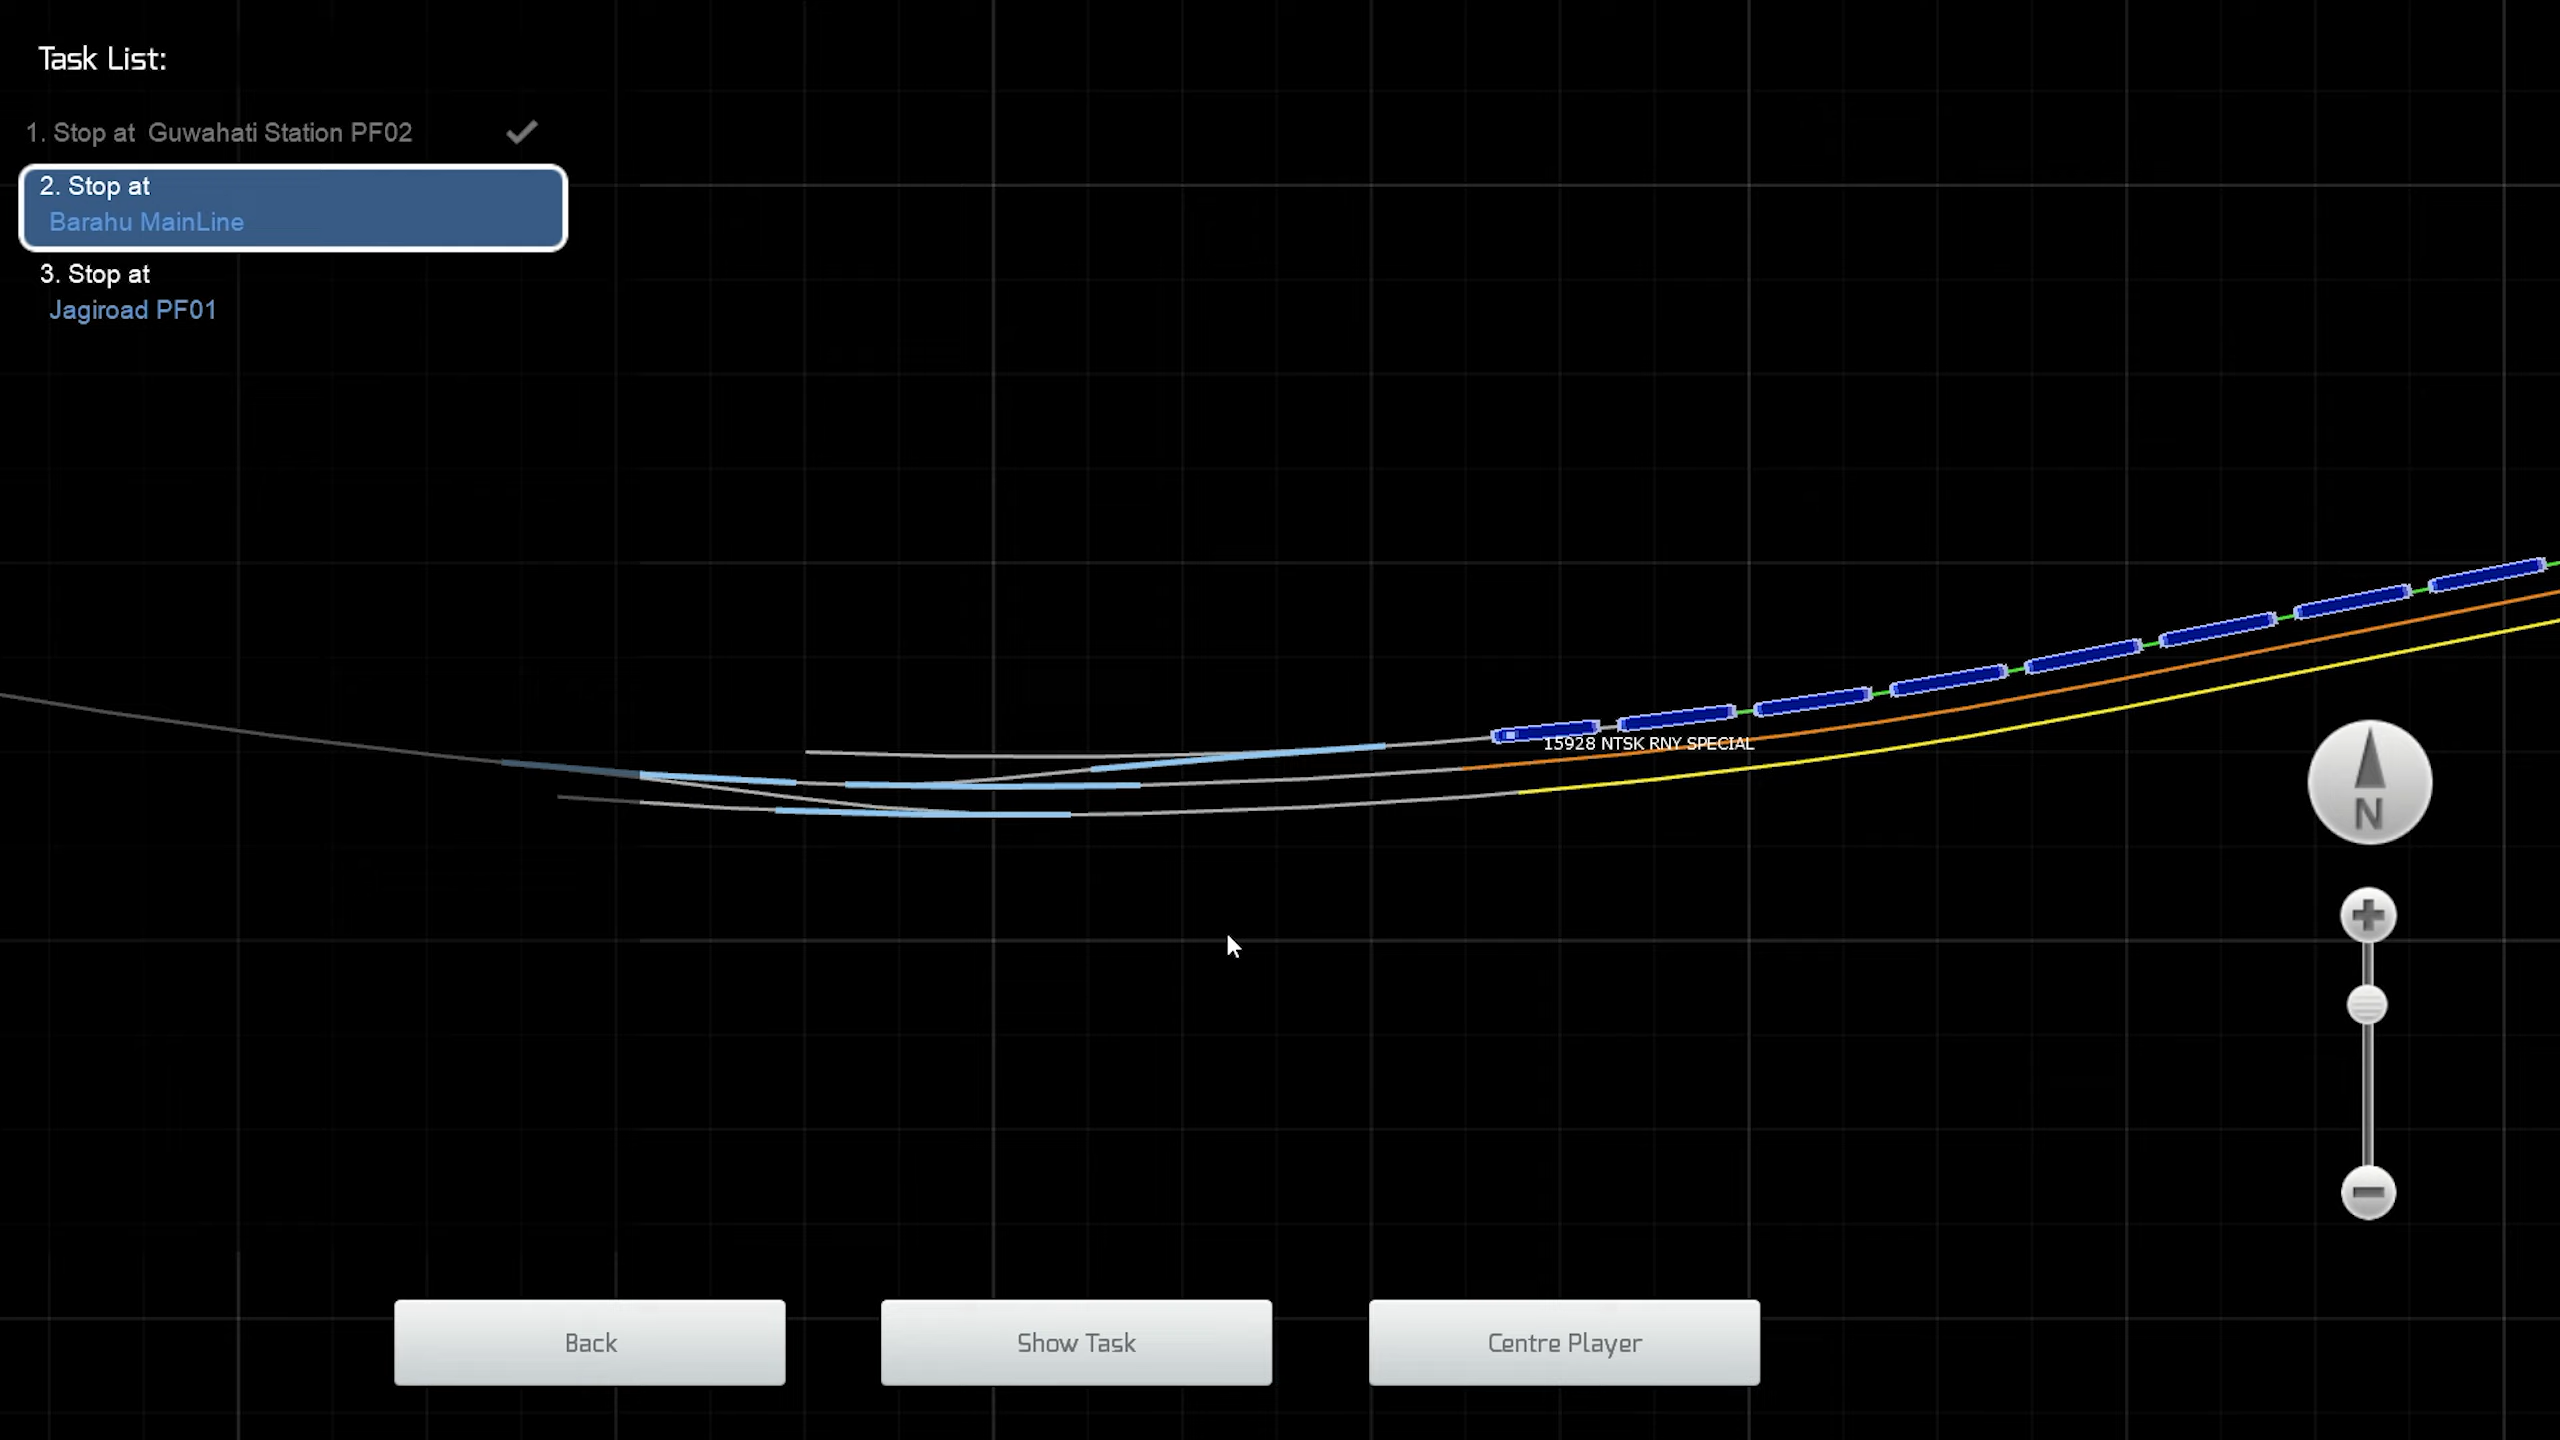 Task List:
1. Stop at  Guwahati Station PF02
2. Stop at
Barahu MainLine
3. Stop at
Jagiroad PF01
15928 NTSK RNY SPECIAL
N
Back
Show Task
Centre Player